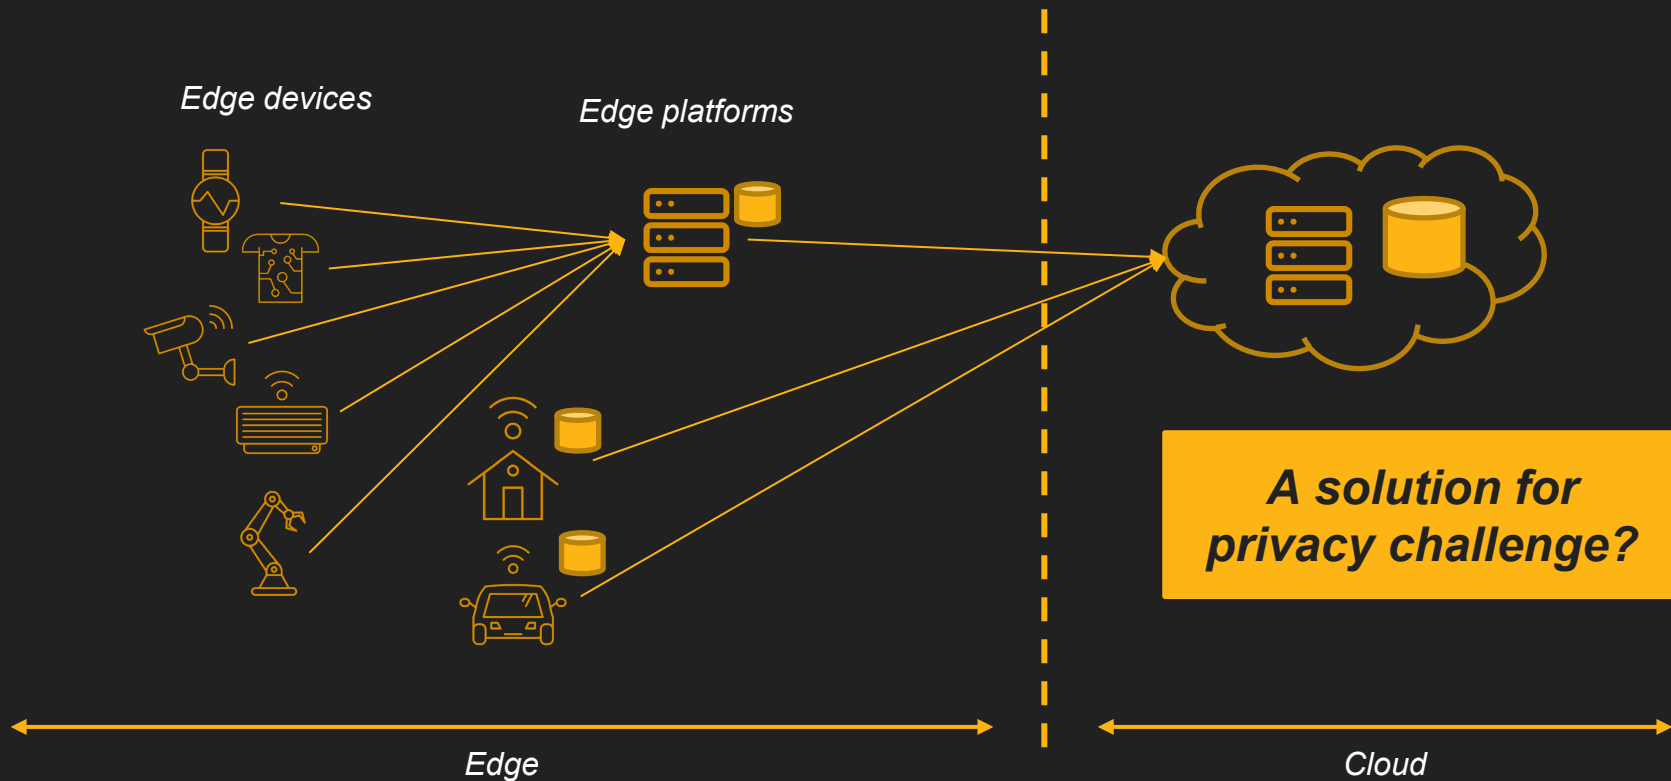 Edge devices
Edge platforms
A solution for
privacy challenge?
Edge
Cloud